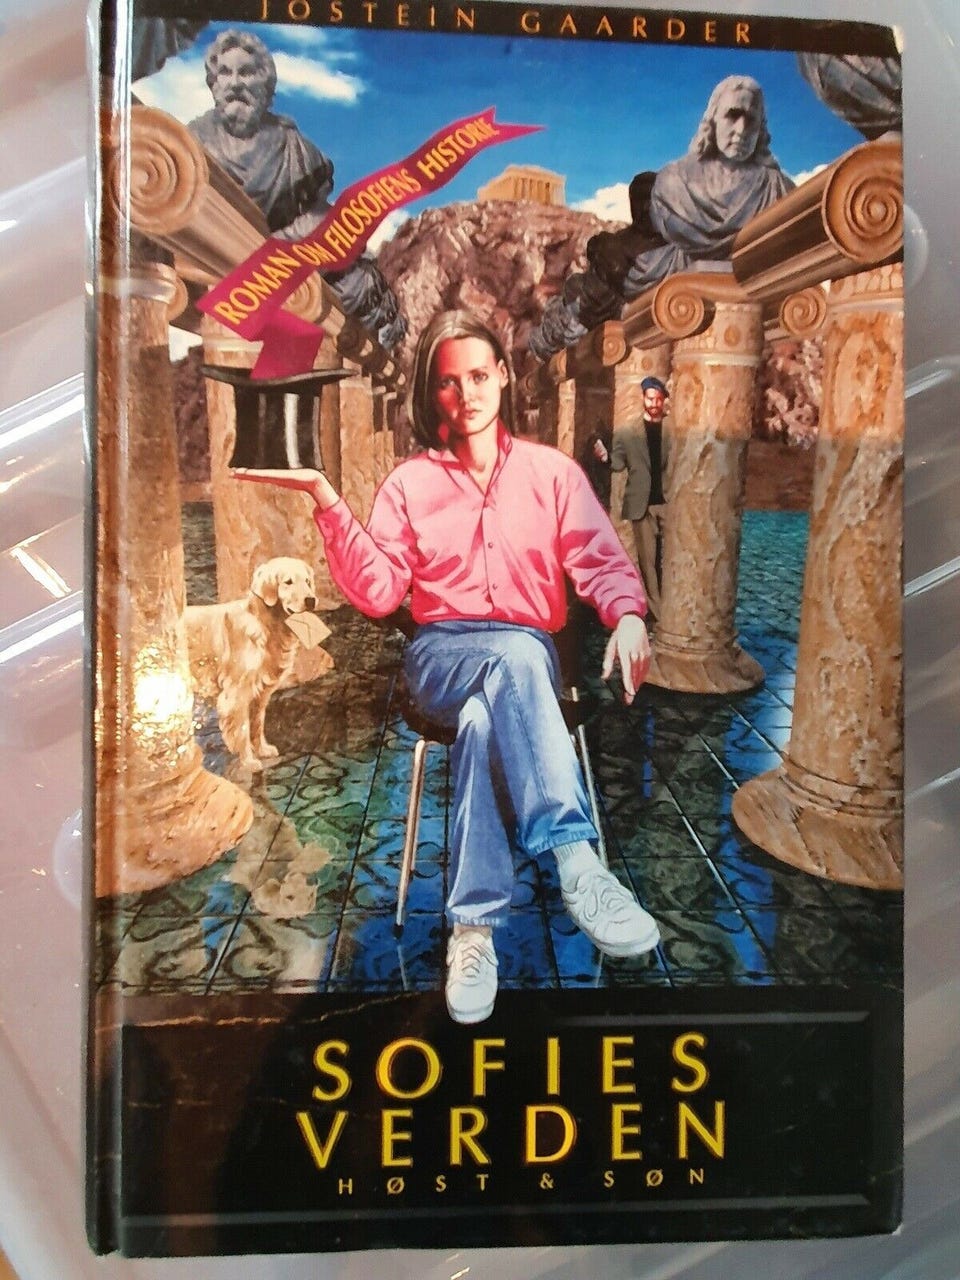 JOSTEIN GAARDER
ROMAN OM FILOSOFIENS HISTORIE
SOFIES
VERDEN
HØST & SØN